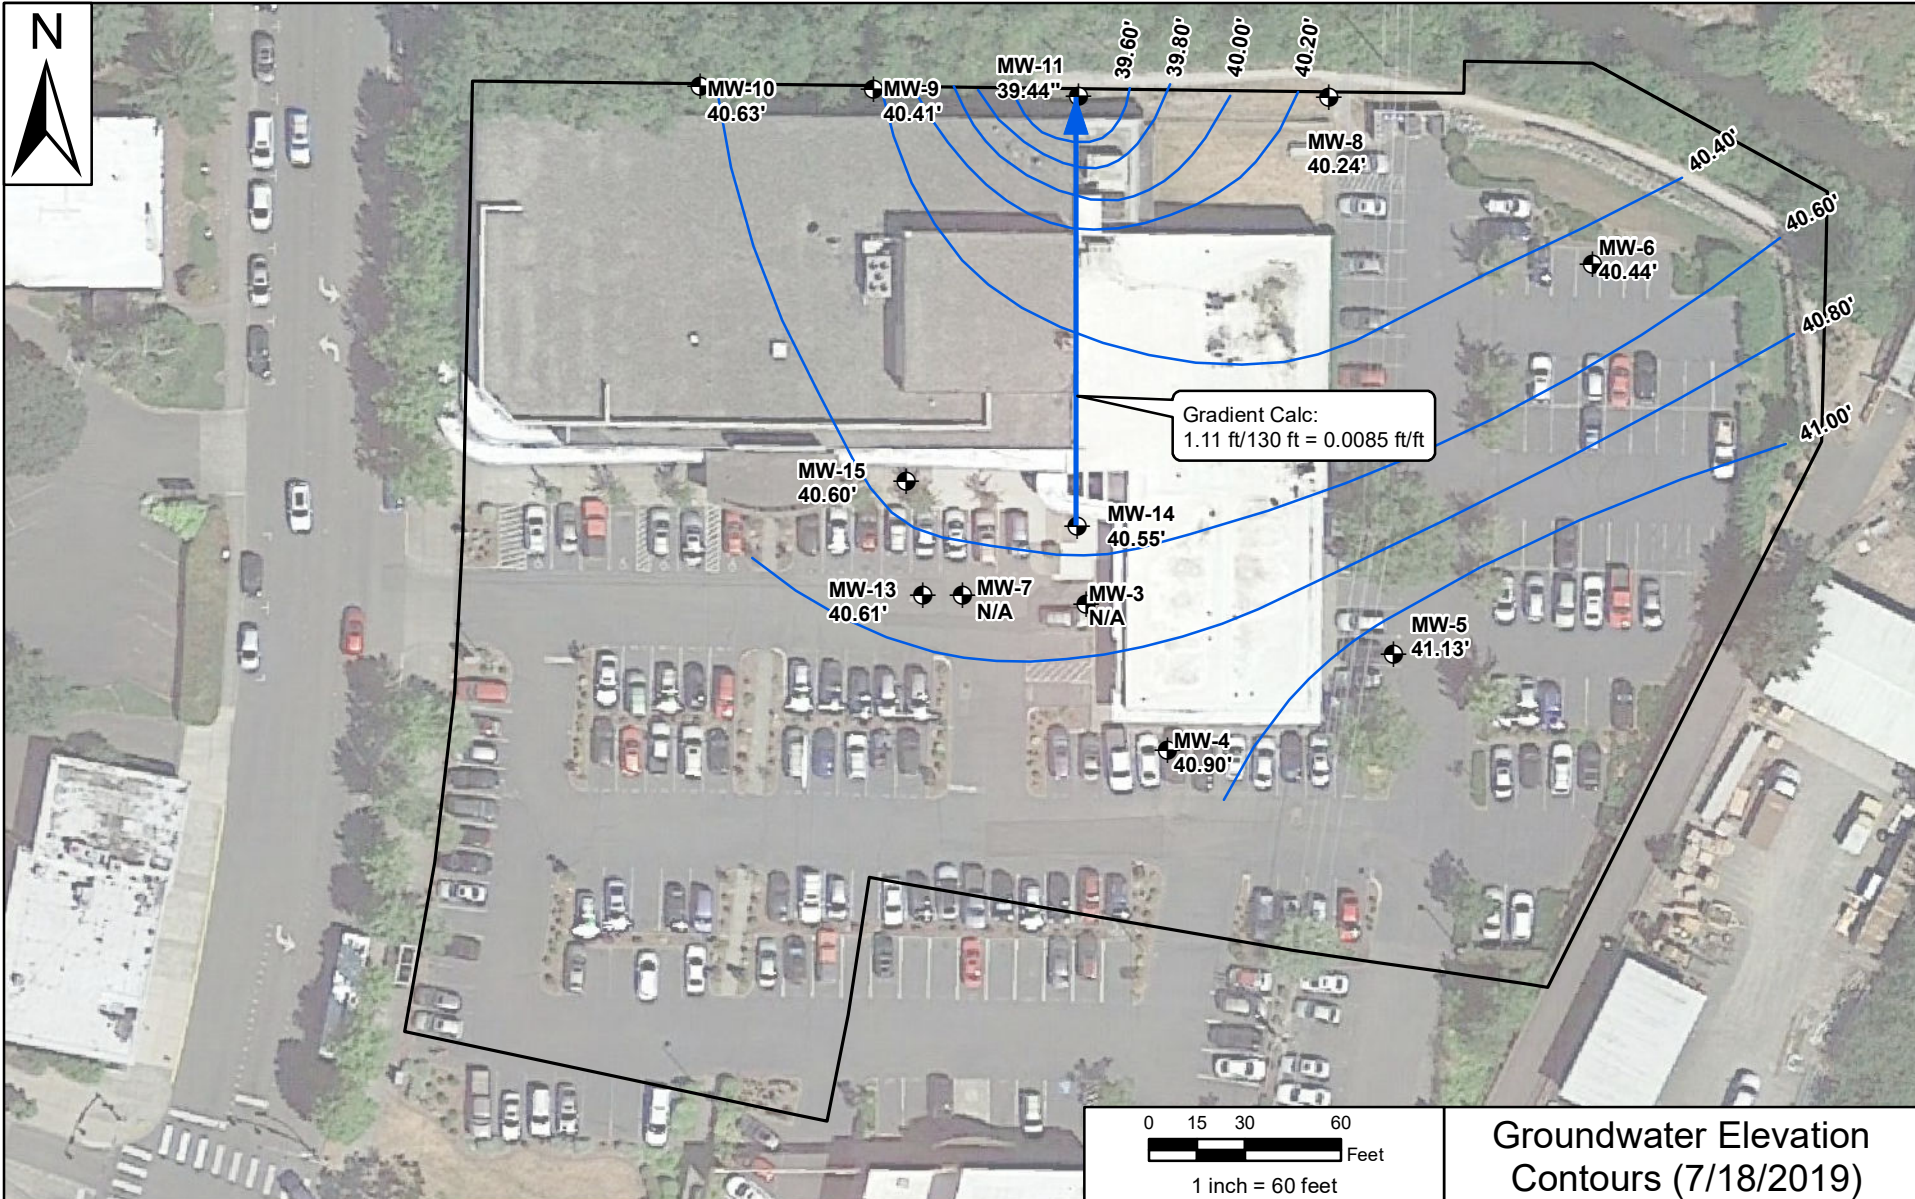 N
MW-10
40.63'
MW-9
40.41'
MW-11
39.44"
39.60'
39.80'
40.00'
40.20'
MW-8
40.24'
40.40'
40.60'
MW-6
40.44'
40.80'
41.00'
Gradient Calc:
1.11 ft/130 ft = 0.0085 ft/ft
MW-15
40.60'
MW-14
40.55'
MW-13
40.61'
MW-7
N/A
MW-3
N/A
MW-5
41.13'
MW-4
40.90'
0 15 30 60
Feet
1 inch = 60 feet
Groundwater Elevation
Contours (7/18/2019)